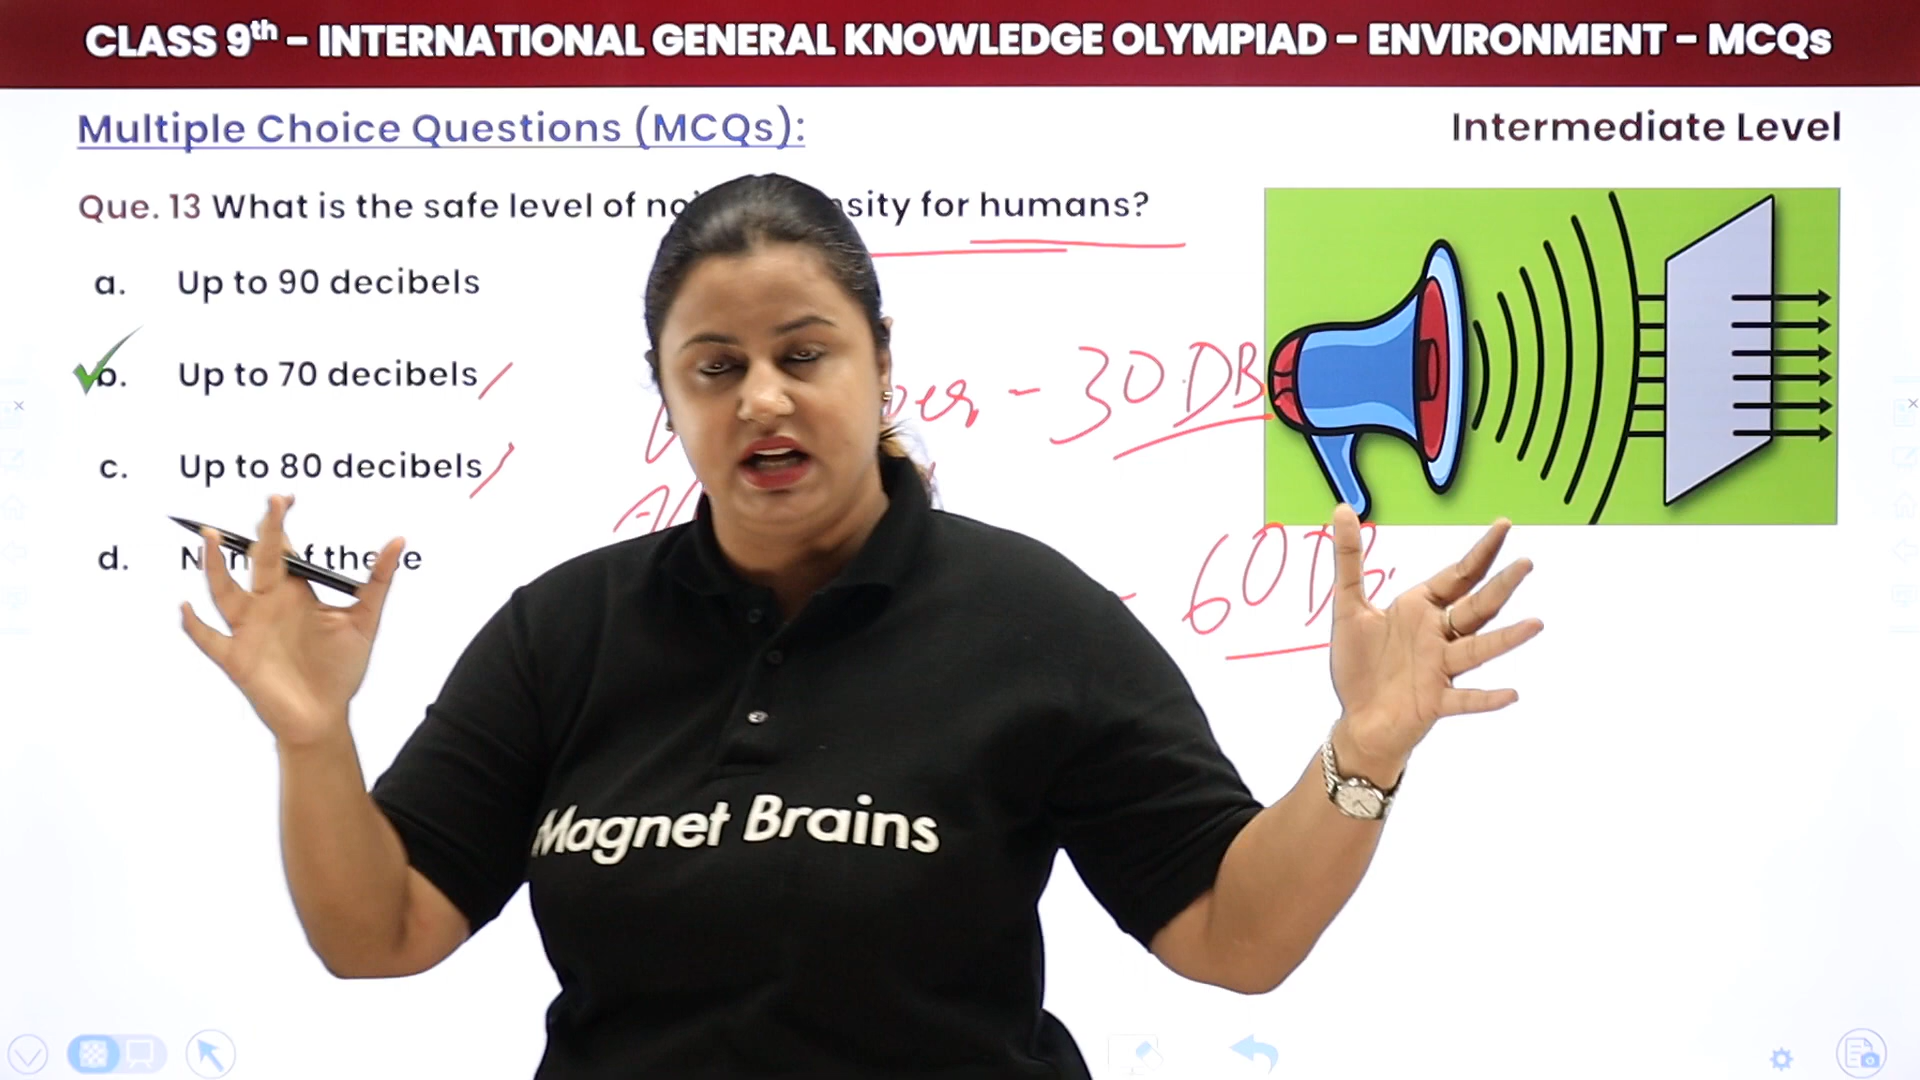 CLASS 9th - INTERNATIONAL GENERAL KNOWLEDGE OLYMPIAD - ENVIRONMENT - MCQs
Multiple Choice Questions (MCQs):
Intermediate Level
Que. 13 What is the safe level of for humans?
a. Up to 90 decibels
b. Up to 70 decibels
c. Up to 80 decibels
d.
- 30 DB
- 60 DB
Magnet Brains